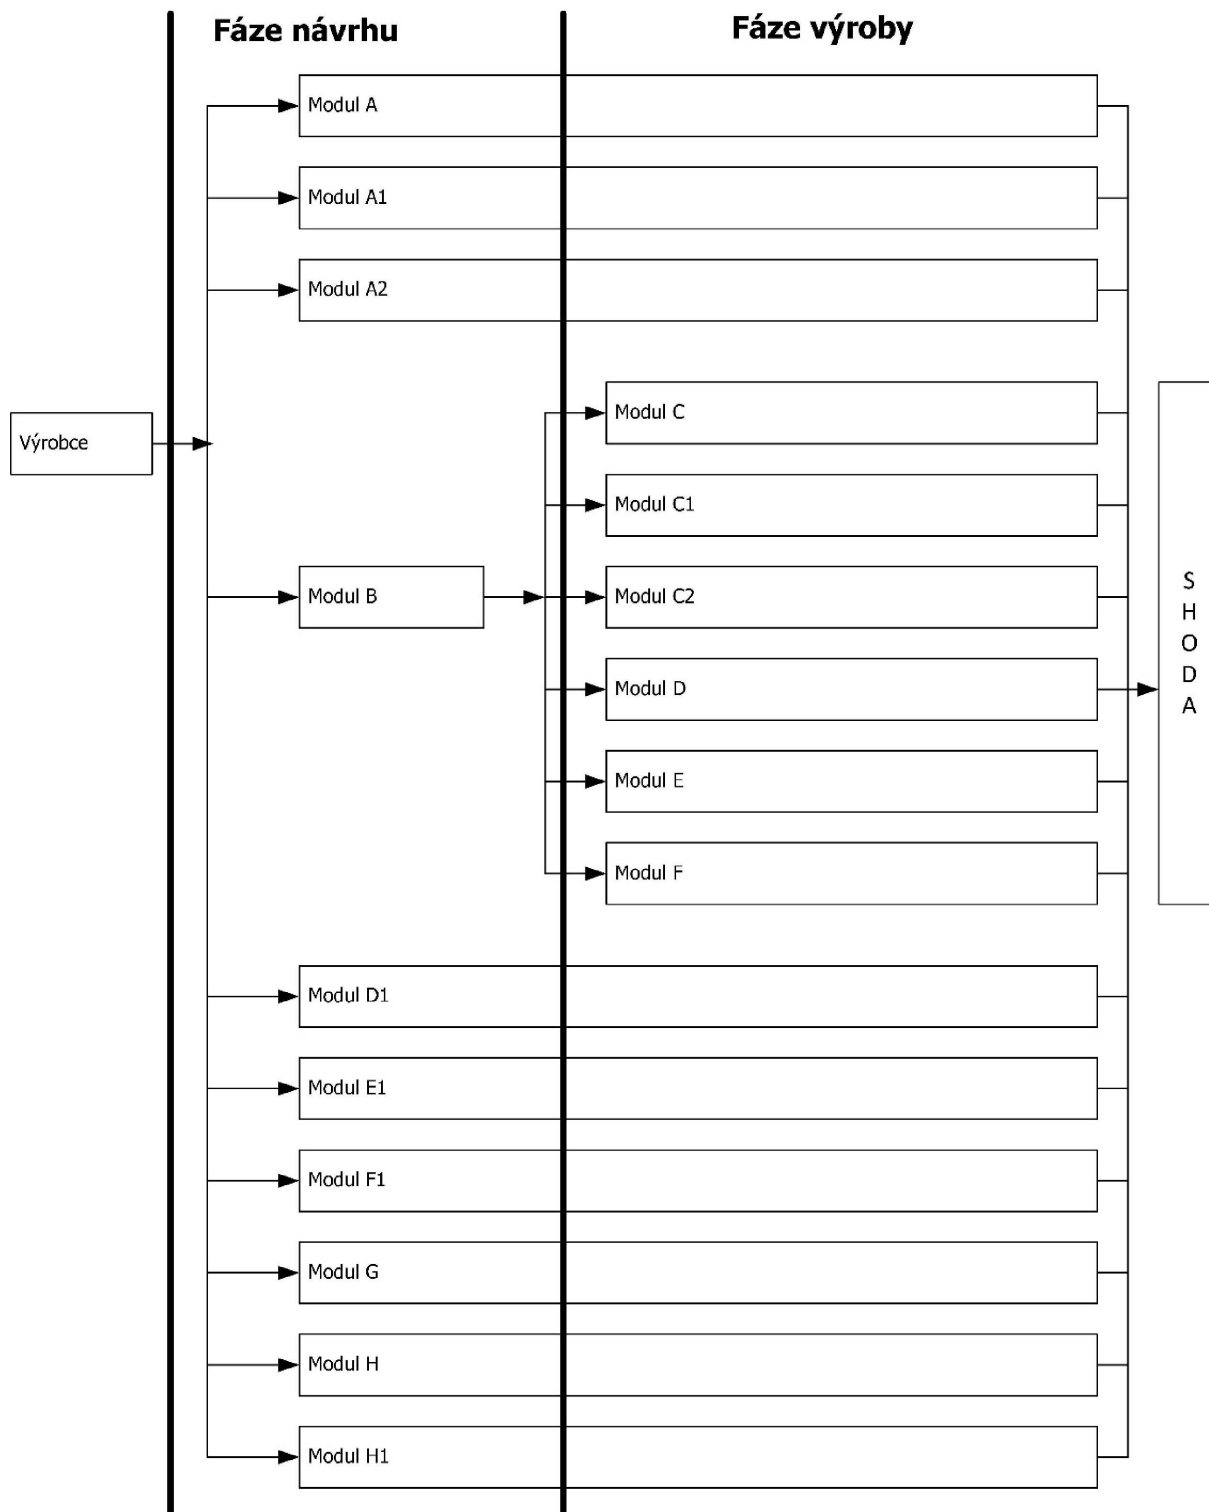 Fáze návrhu
Fáze výroby
Modul A
Modul A1
Modul A2
Výrobce
Modul B
Modul C
Modul C1
Modul C2
Modul D
Modul E
Modul F
S
H
O
D
A
Modul D1
Modul E1
Modul F1
Modul G
Modul H
Modul H1